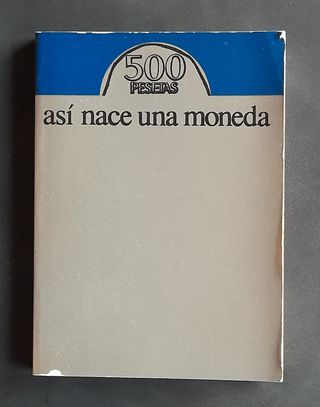 500
PESETAS
así nace una moneda